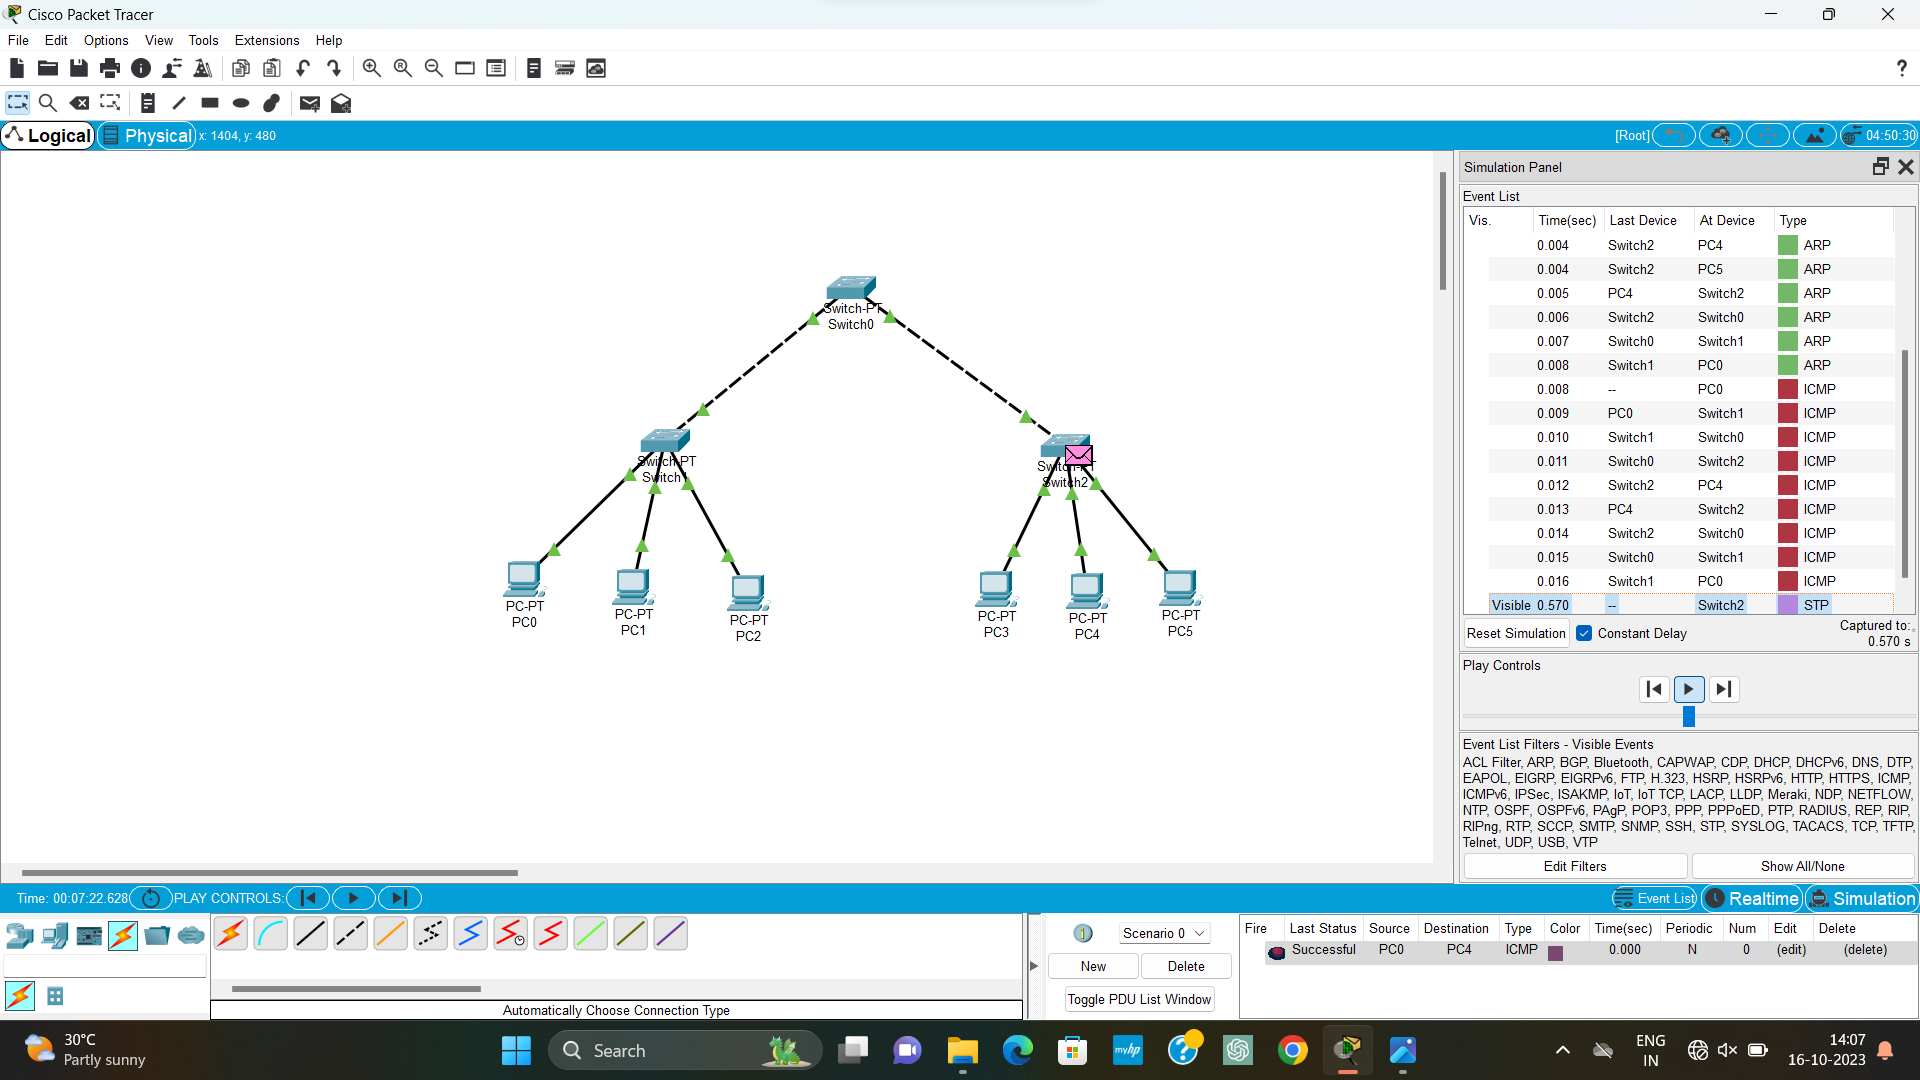 Cisco Packet Tracer
File Edit Options View Tools Extensions Help
?
Logical Physical x: 1404, y: 480 [Root] 04:50:30
Switch-PT
Switch0
Switch-PT
Switch1
Switch-PT
Switch2
PC-PT
PC0
PC-PT
PC1
PC-PT
PC2
PC-PT
PC3
PC-PT
PC4
PC-PT
PC5
Simulation Panel
Event List
Vis. Time(sec) Last Device At Device Type
0.004 Switch2 PC4 ARP
0.004 Switch2 PC5 ARP
0.005 PC4 Switch2 ARP
0.006 Switch2 Switch0 ARP
0.007 Switch0 Switch1 ARP
0.008 Switch1 PC0 ARP
0.008 -- PC0 ICMP
0.009 PC0 Switch1 ICMP
0.010 Switch1 Switch0 ICMP
0.011 Switch0 Switch2 ICMP
0.012 Switch2 PC4 ICMP
0.013 PC4 Switch2 ICMP
0.014 Switch2 Switch0 ICMP
0.015 Switch0 Switch1 ICMP
0.016 Switch1 PC0 ICMP
Visible 0.570 -- Switch2 STP
Reset Simulation Constant Delay Captured to:
0.570 s
Play Controls
Event List Filters - Visible Events
ACL Filter, ARP, BGP, Bluetooth, CAPWAP, CDP, DHCP, DHCPv6, DNS, DTP,
EAPOL, EIGRP, EIGRPv6, FTP, H.323, HSRP, HSRPv6, HTTP, HTTPS, ICMP,
ICMPv6, IPSec, ISAKMP, IoT, IoT TCP, LACP, LLDP, Meraki, NDP, NETFLOW,
NTP, OSPF, OSPFv6, PAgP, POP3, PPP, PPPoED, PTP, RADIUS, REP, RIP,
RIPng, RTP, SCCP, SMTP, SNMP, SSH, STP, SYSLOG, TACACS, TCP, TFTP,
Telnet, UDP, USB, VTP
Edit Filters Show All/None
Time: 00:07:22.628 PLAY CONTROLS: Event List Realtime Simulation
Automatically Choose Connection Type
Scenario 0
New Delete
Toggle PDU List Window
Fire Last Status Source Destination Type Color Time(sec) Periodic Num Edit Delete
Successful PC0 PC4 ICMP 0.000 N 0 (edit) (delete)
30°C
Partly sunny
Search
myhp
ENG
IN
14:07
16-10-2023